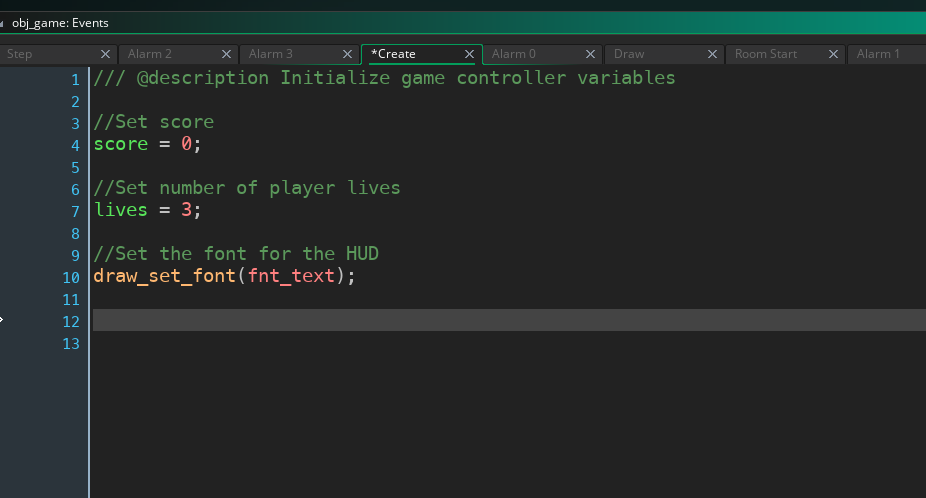 obj_game: Events
Step Alarm 2 Alarm 3 *Create Alarm 0 Draw Room Start Alarm 1
1 /// @description Initialize game controller variables
2
3 //Set score
4 score = 0;
5
6 //Set number of player lives
7 lives = 3;
8
9 //Set the font for the HUD
10 draw_set_font(fnt_text);
11
12
13